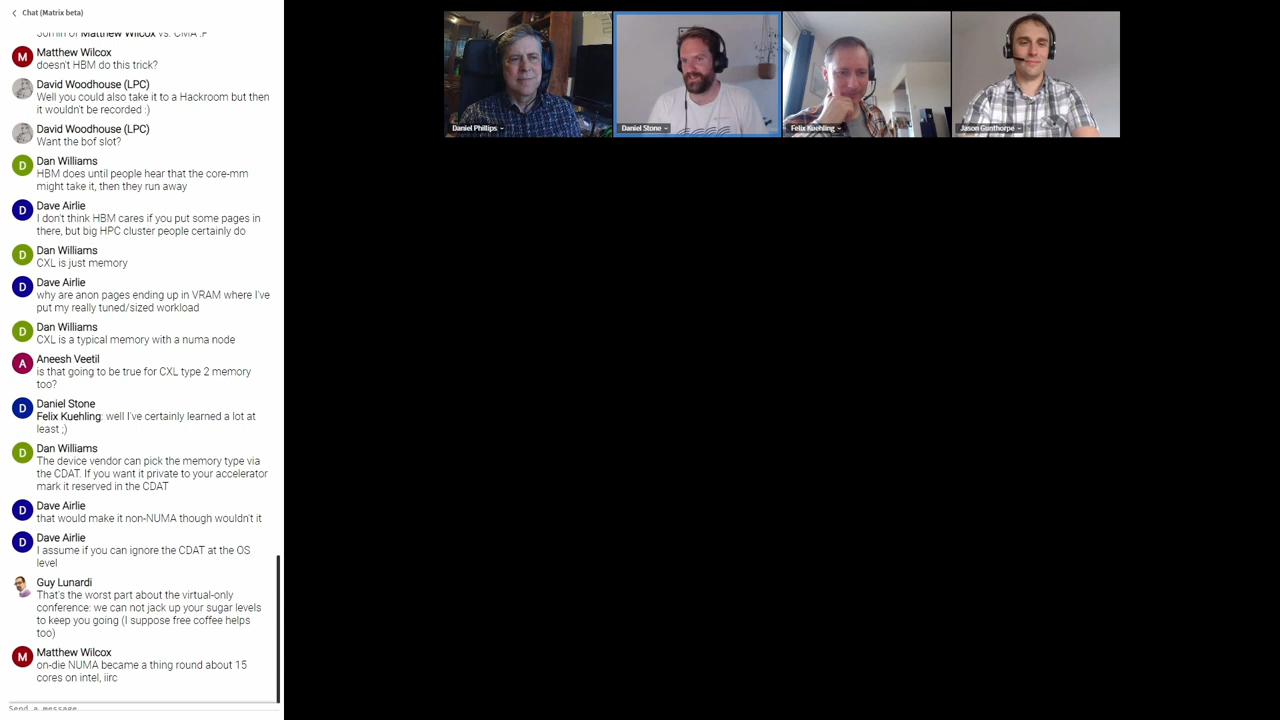 Chat (Matrix beta)
Matthew Wilcox vs. CMA :P
M
Matthew Wilcox
doesn't HBM do this trick?
David Woodhouse (LPC)
Well you could also take it to a Hackroom but then
it wouldn't be recorded :)
David Woodhouse (LPC)
Want the bof slot?
D
Dan Williams
HBM does until people hear that the core-mm
might take it, then they run away
D
Dave Airlie
I don't think HBM cares if you put some pages in
there, but big HPC cluster people certainly do
D
Dan Williams
CXL is just memory
D
Dave Airlie
why are anon pages ending up in VRAM where I've
put my really tuned/sized workload
D
Dan Williams
CXL is a typical memory with a numa node
A
Aneesh Veetil
is that going to be true for CXL type 2 memory
too?
D
Daniel Stone
Felix Kuehling: well I've certainly learned a lot at
least ;)
D
Dan Williams
The device vendor can pick the memory type via
the CDAT. If you want it private to your accelerator
mark it reserved in the CDAT
D
Dave Airlie
that would make it non-NUMA though wouldn't it
D
Dave Airlie
I assume if you can ignore the CDAT at the OS
level
Guy Lunardi
That's the worst part about the virtual-only
conference: we can not jack up your sugar levels
to keep you going (I suppose free coffee helps
too)
M
Matthew Wilcox
on-die NUMA became a thing round about 15
cores on intel, iirc
Send a message
Daniel Phillips
Daniel Stone
Felix Kuehling
Jason Gunthorpe